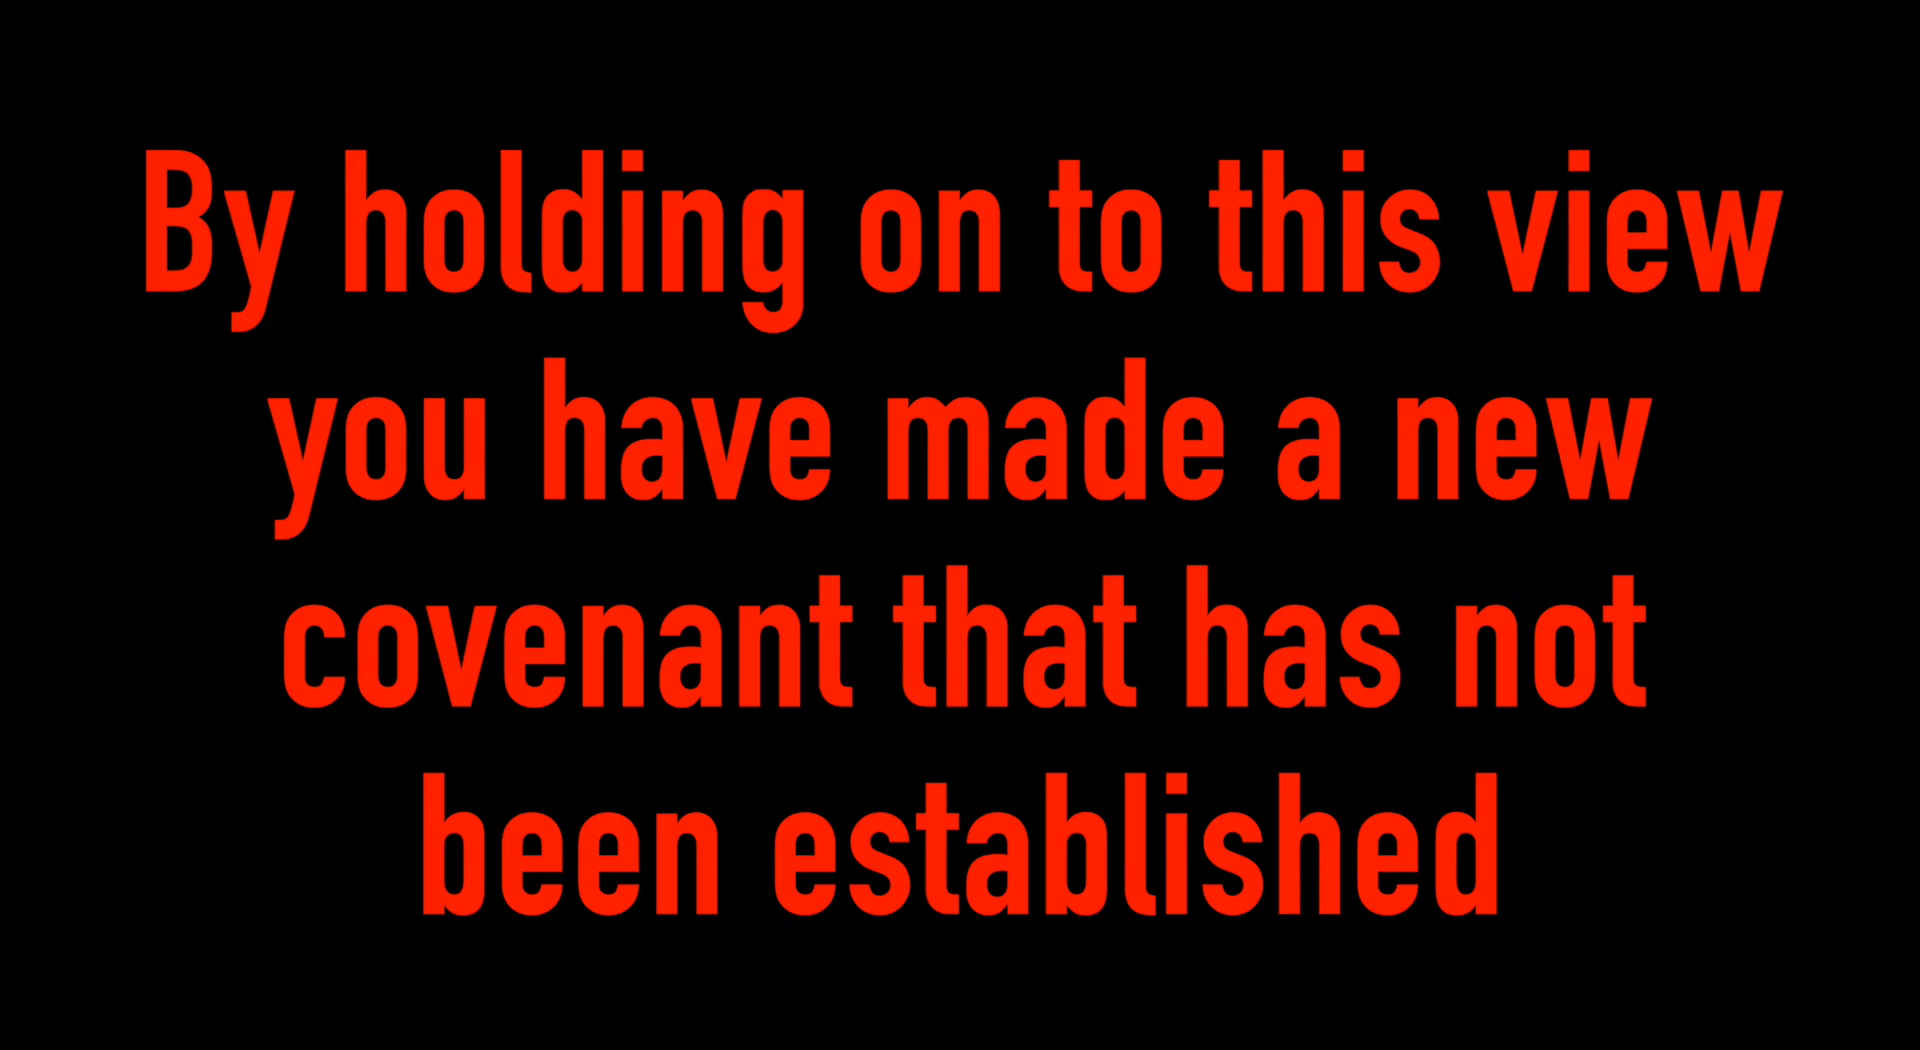 By holding on to this view
you have made a new
covenant that has not
been established